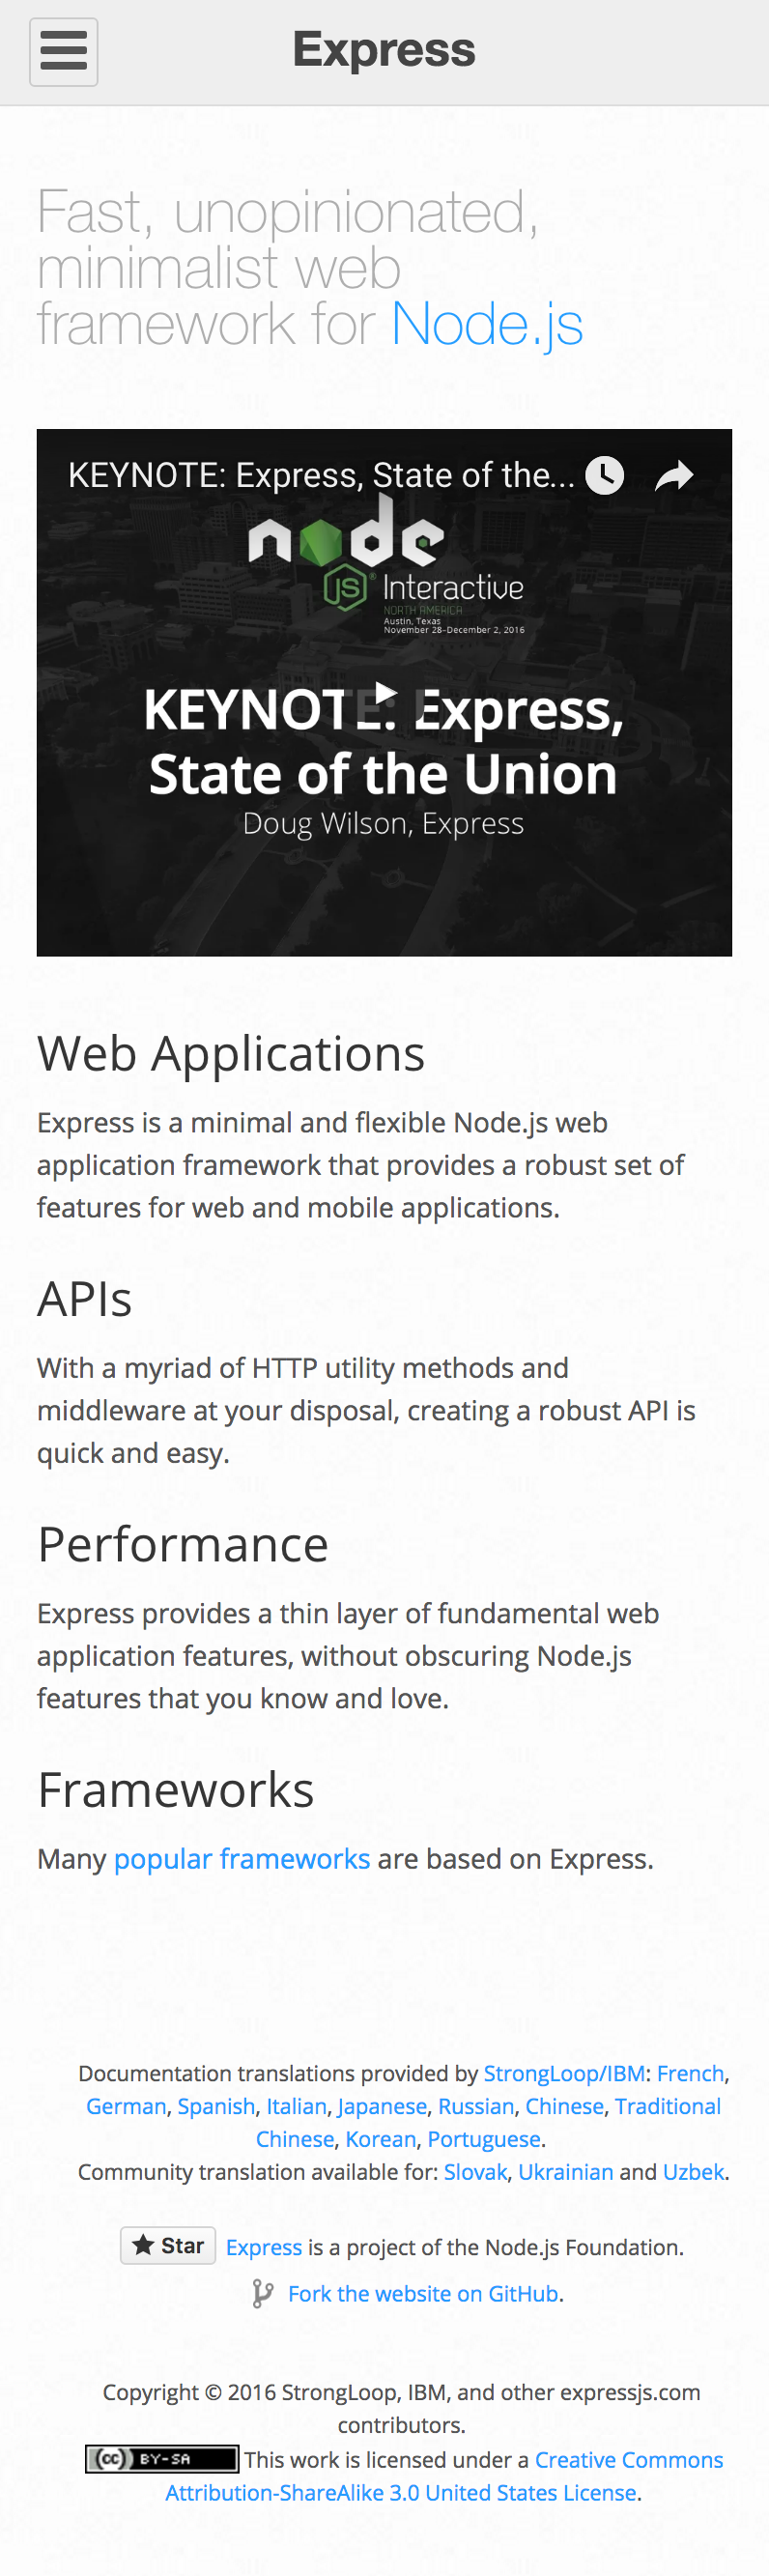 Express
Fast, unopinionated,
minimalist web
framework for Node.js
KEYNOTE: Express, State of the...
node
JS® Interactive
NORTH AMERICA
Austin, Texas
November 28–December 2, 2016
KEYNOTE: Express,
State of the Union
Doug Wilson, Express
Web Applications
Express is a minimal and flexible Node.js web
application framework that provides a robust set of
features for web and mobile applications.
APIs
With a myriad of HTTP utility methods and
middleware at your disposal, creating a robust API is
quick and easy.
Performance
Express provides a thin layer of fundamental web
application features, without obscuring Node.js
features that you know and love.
Frameworks
Many popular frameworks are based on Express.
Documentation translations provided by StrongLoop/IBM: French,
German, Spanish, Italian, Japanese, Russian, Chinese, Traditional
Chinese, Korean, Portuguese.
Community translation available for: Slovak, Ukrainian and Uzbek.
Star Express is a project of the Node.js Foundation.
Fork the website on GitHub.
Copyright © 2016 StrongLoop, IBM, and other expressjs.com
contributors.
(cc) BY-SA This work is licensed under a Creative Commons
Attribution-ShareAlike 3.0 United States License.